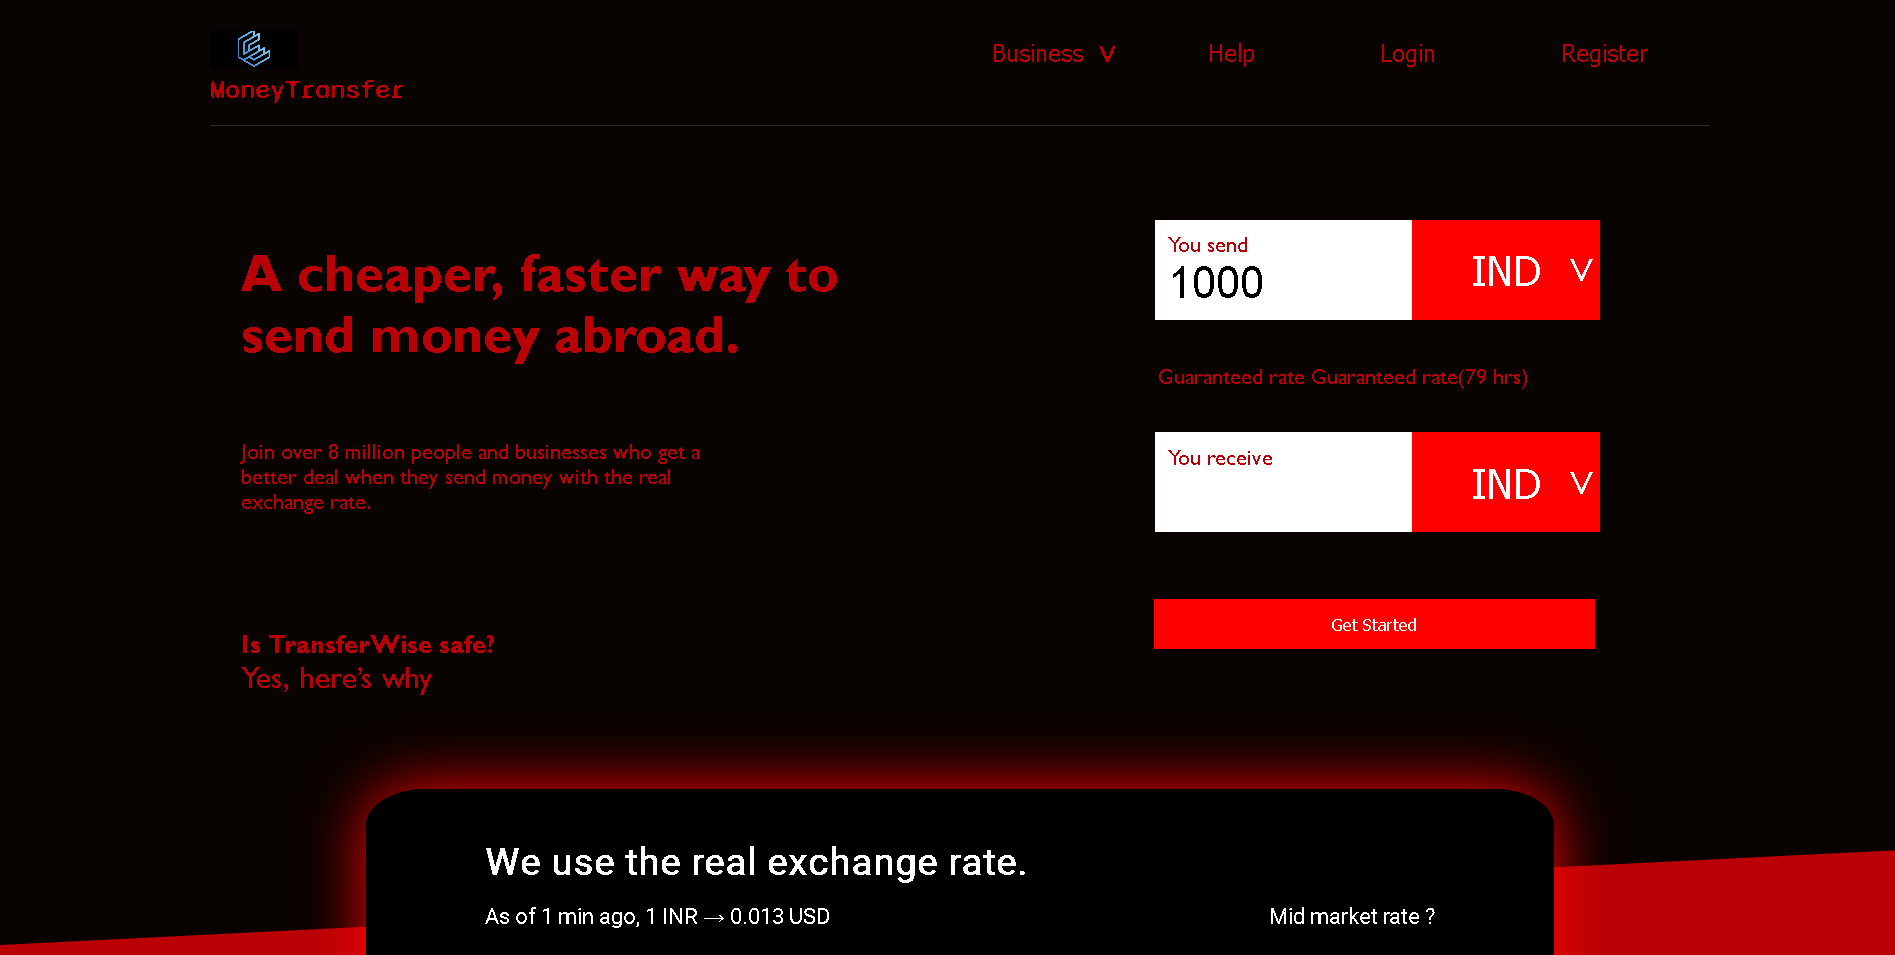 MoneyTransfer
Business V
Help
Login
Register
A cheaper, faster way to
send money abroad.
Join over 8 million people and businesses who get a
better deal when they send money with the real
exchange rate.
Is TransferWise safe?
Yes, here’s why
You send
1000
IND V
Guaranteed rate Guaranteed rate(79 hrs)
You receive
IND V
Get Started
We use the real exchange rate.
As of 1 min ago, 1 INR → 0.013 USD
Mid market rate ?